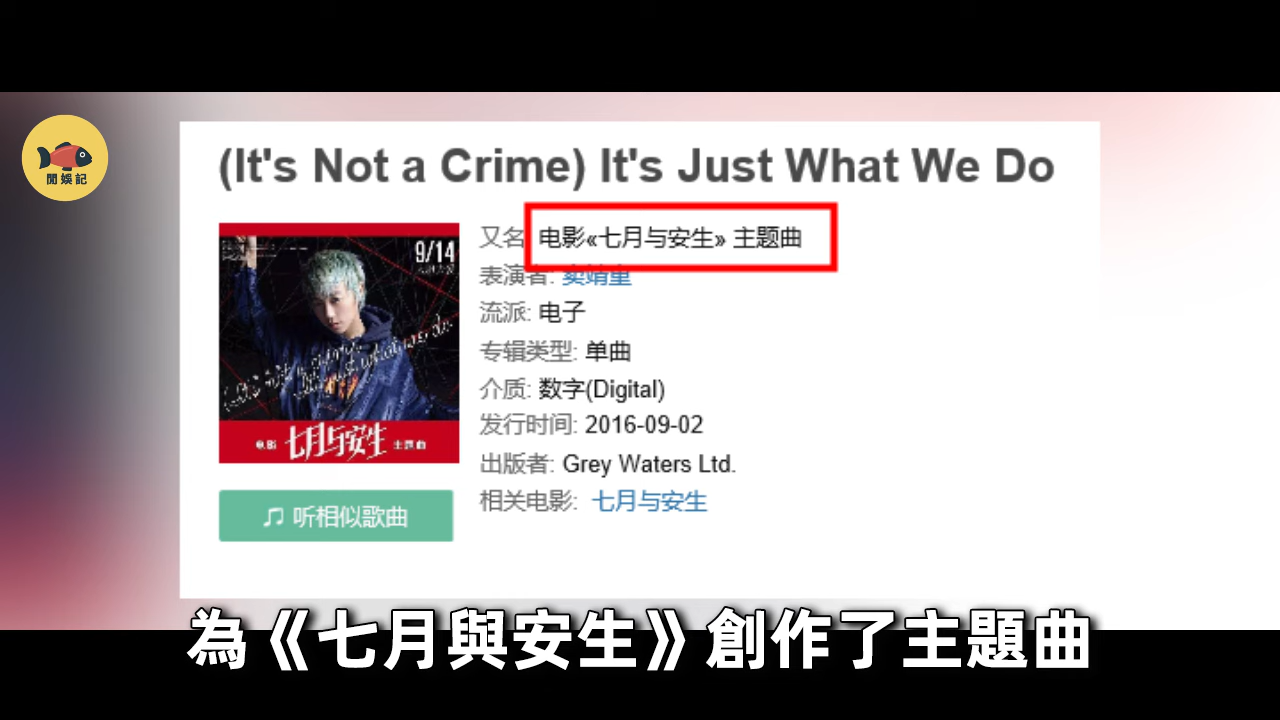 (It's Not a Crime) It's Just What We Do
閒娛記
又名 电影«七月与安生» 主题曲
表演者: 窦靖童
流派: 电子
专辑类型: 单曲
介质: 数字(Digital)
发行时间: 2016-09-02
出版者: Grey Waters Ltd.
相关电影: 七月与安生
9/14
电影 七月与安生 主题曲
听相似歌曲
為《七月與安生》創作了主題曲